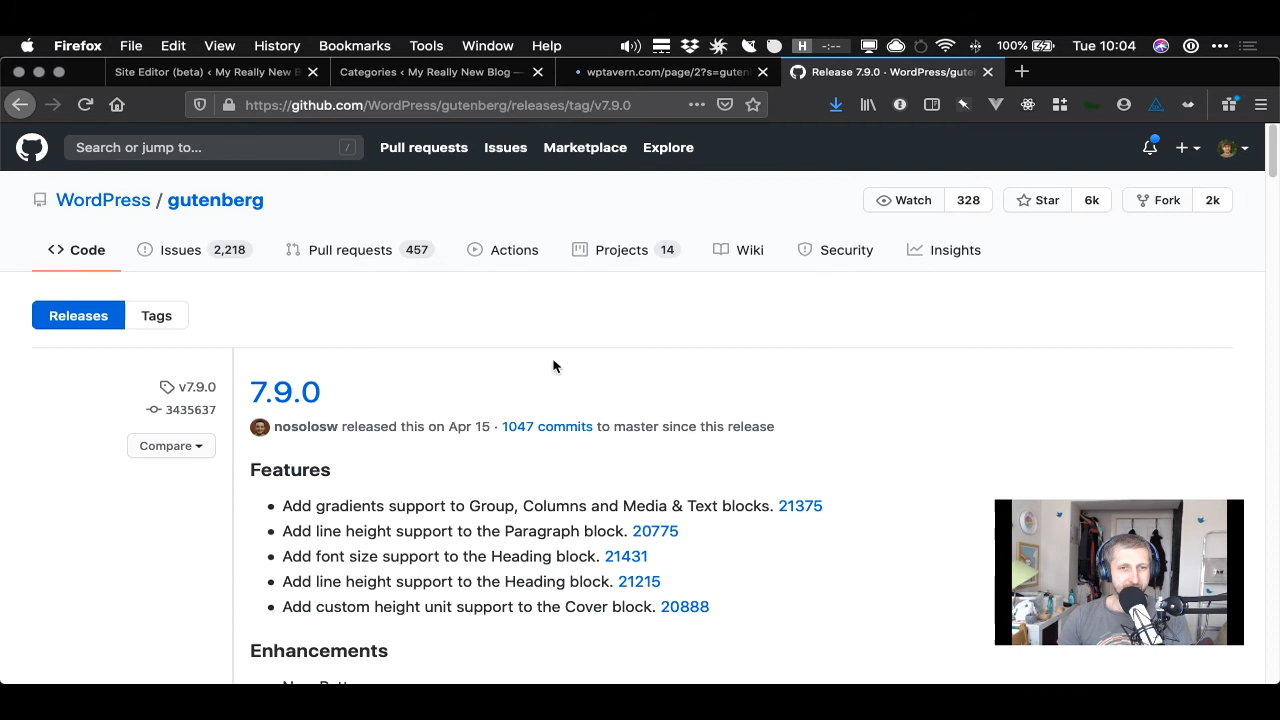 Firefox File Edit View History Bookmarks Tools Window Help H -:-- 100% Tue 10:04
Site Editor (beta) ‹ My Really New B
Categories ‹ My Really New Blog —
wptavern.com/page/2?s=guten
Release 7.9.0 · WordPress/gute
https://github.com/WordPress/gutenberg/releases/tag/v7.9.0
Search or jump to... / Pull requests Issues Marketplace Explore
WordPress / gutenberg Watch 328 Star 6k Fork 2k
Code Issues 2,218 Pull requests 457 Actions Projects 14 Wiki Security Insights
Releases Tags
v7.9.0
3435637
Compare
7.9.0
nosolosw released this on Apr 15 · 1047 commits to master since this release
Features
• Add gradients support to Group, Columns and Media & Text blocks. 21375
• Add line height support to the Paragraph block. 20775
• Add font size support to the Heading block. 21431
• Add line height support to the Heading block. 21215
• Add custom height unit support to the Cover block. 20888
Enhancements